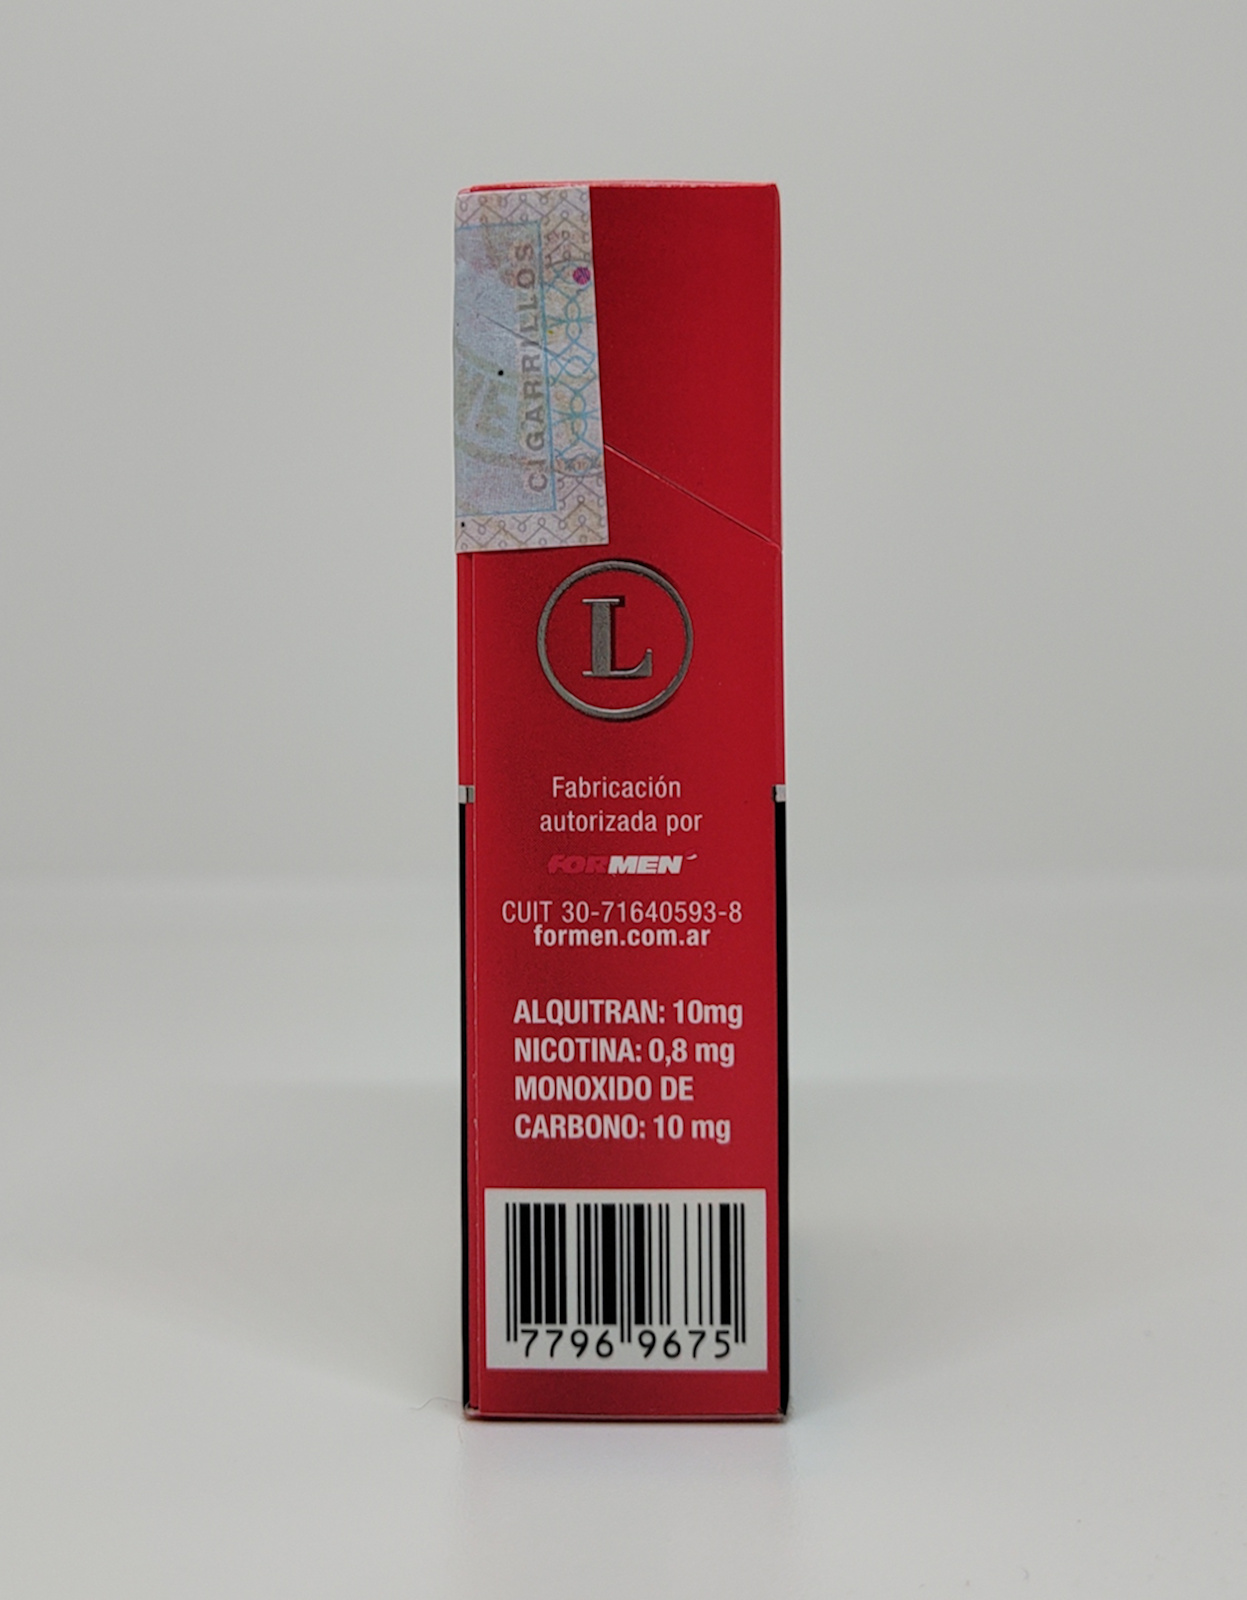 CIGARRILLOS
L
Fabricación
autorizada por
FORMEN
CUIT 30-71640593-8
formen.com.ar
ALQUITRAN: 10mg
NICOTINA: 0,8 mg
MONOXIDO DE
CARBONO: 10 mg
7796 9675